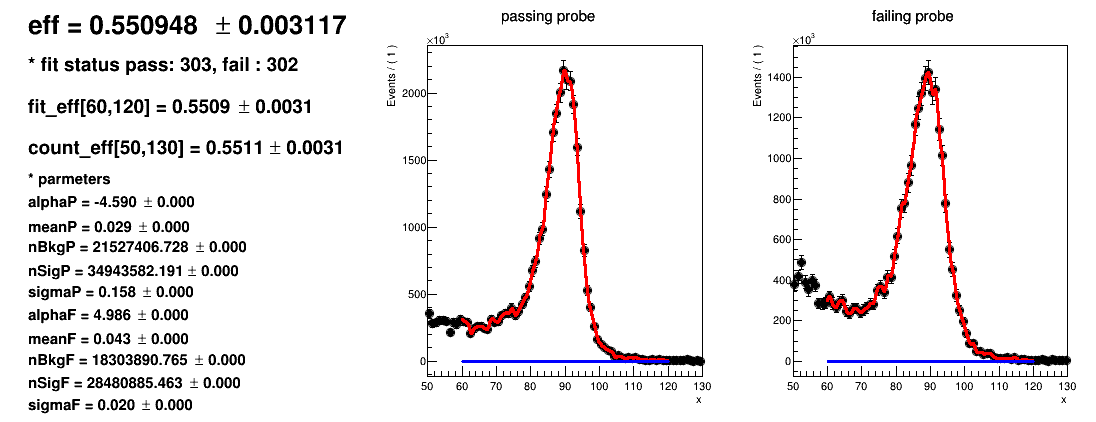 eff = 0.550948 ± 0.003117
* fit status pass: 303, fail : 302
fit_eff[60,120] = 0.5509 ± 0.0031
count_eff[50,130] = 0.5511 ± 0.0031
* parmeters
alphaP = -4.590 ± 0.000
meanP = 0.029 ± 0.000
nBkgP = 21527406.728 ± 0.000
nSigP = 34943582.191 ± 0.000
sigmaP = 0.158 ± 0.000
alphaF = 4.986 ± 0.000
meanF = 0.043 ± 0.000
nBkgF = 18303890.765 ± 0.000
nSigF = 28480885.463 ± 0.000
sigmaF = 0.020 ± 0.000
passing probe
×10³
Events / ( 1 )
2000
1500
1000
500
0
50 60 70 80 90 100 110 120 130
x
failing probe
×10³
Events / ( 1 )
1400
1200
1000
800
600
400
200
0
50 60 70 80 90 100 110 120 130
x